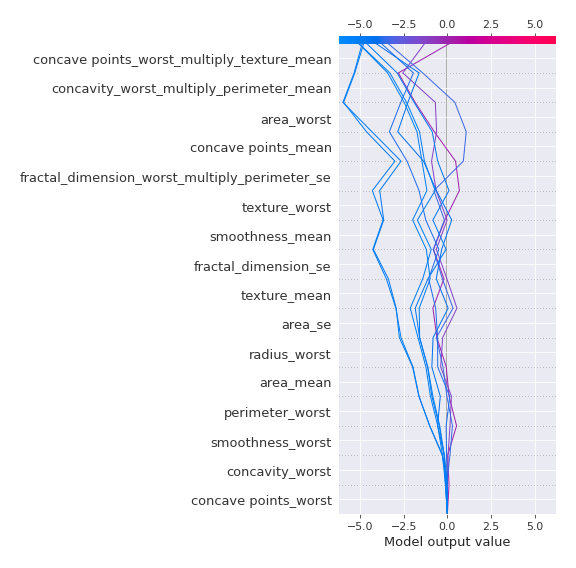 −5.0 −2.5 0.0 2.5 5.0
concave points_worst_multiply_texture_mean
concavity_worst_multiply_perimeter_mean
area_worst
concave points_mean
fractal_dimension_worst_multiply_perimeter_se
texture_worst
smoothness_mean
fractal_dimension_se
texture_mean
area_se
radius_worst
area_mean
perimeter_worst
smoothness_worst
concavity_worst
concave points_worst
−5.0 −2.5 0.0 2.5 5.0
Model output value